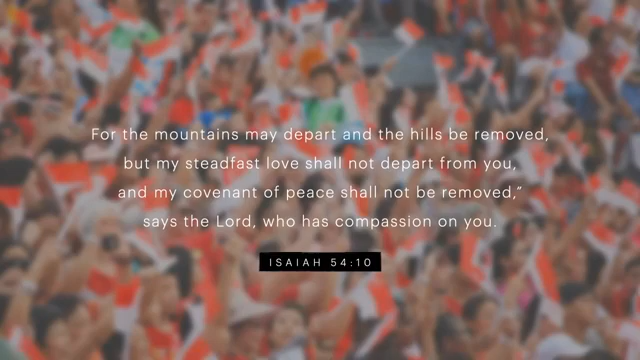 For the mountains may depart and the hills be removed,
but my steadfast love shall not depart from you,
and my covenant of peace shall not be removed,”
says the Lord, who has compassion on you.
ISAIAH 54:10